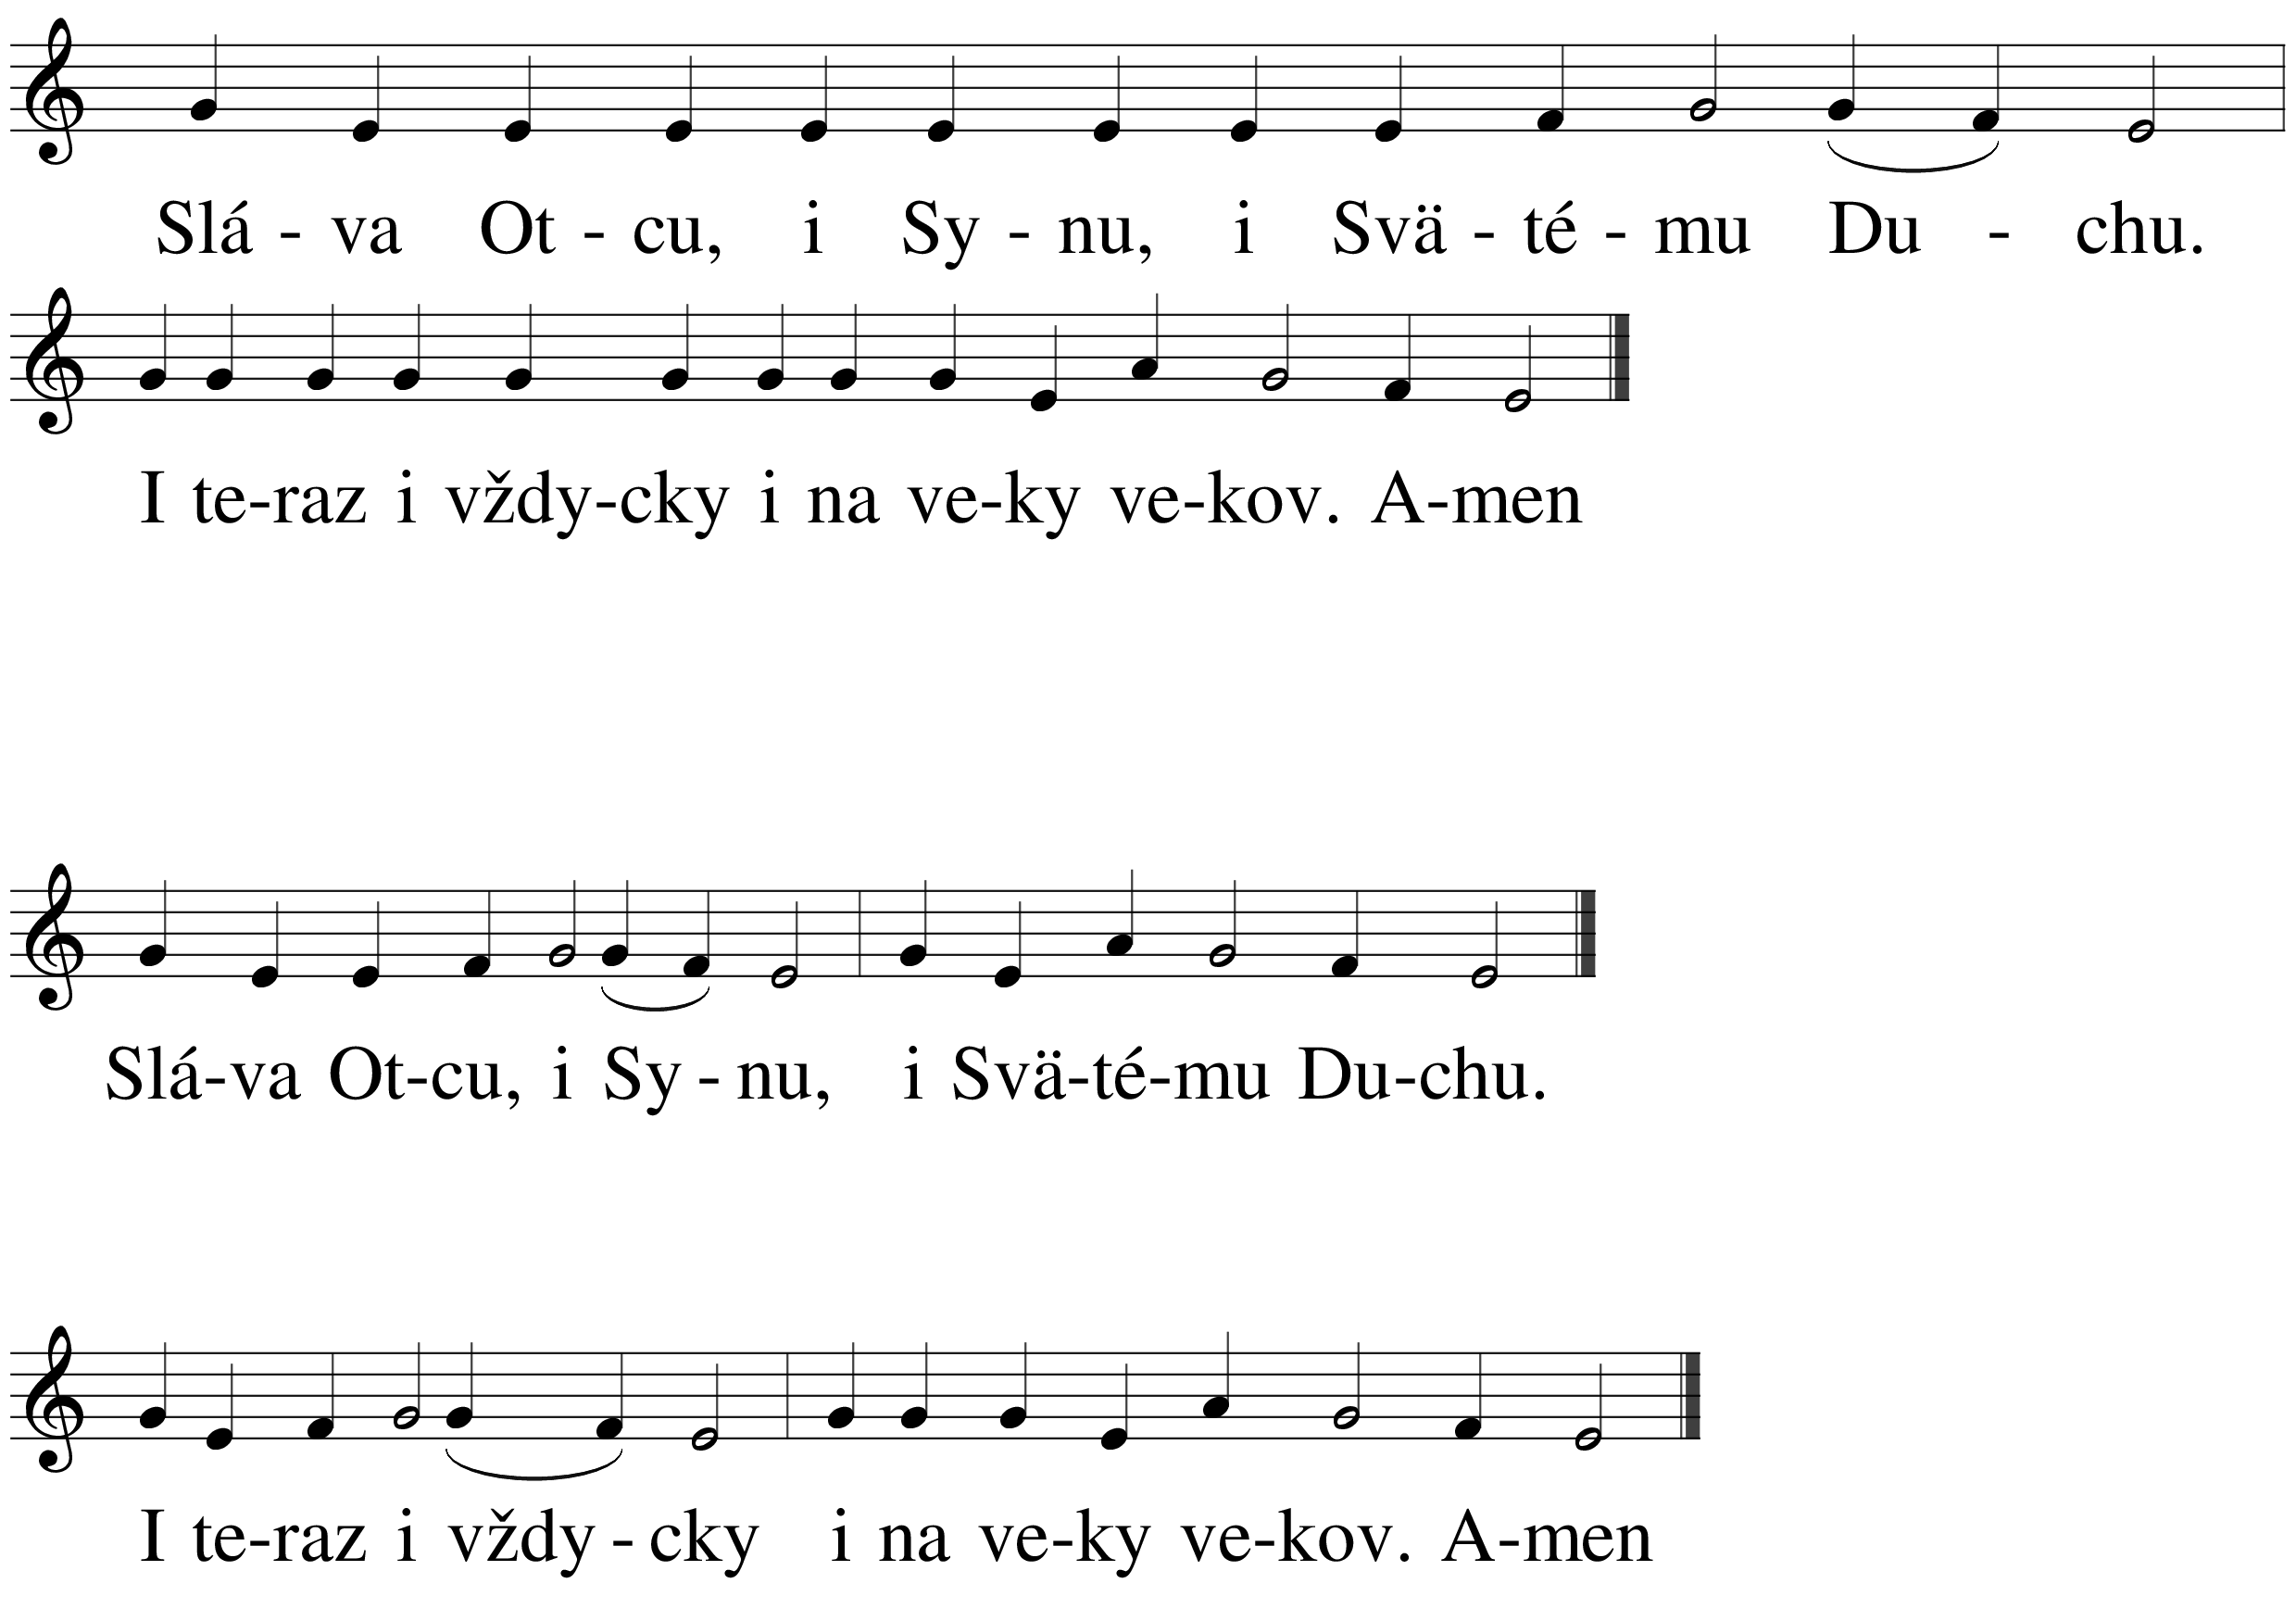 Slá - va Ot - cu, i Sy - nu, i Svä - té - mu Du - chu.
I te-raz i vždy-cky i na ve-ky ve-kov. A-men
Slá-va Ot-cu, i Sy - nu, i Svä-té-mu Du-chu.
I te-raz i vždy - cky i na ve-ky ve-kov. A-men